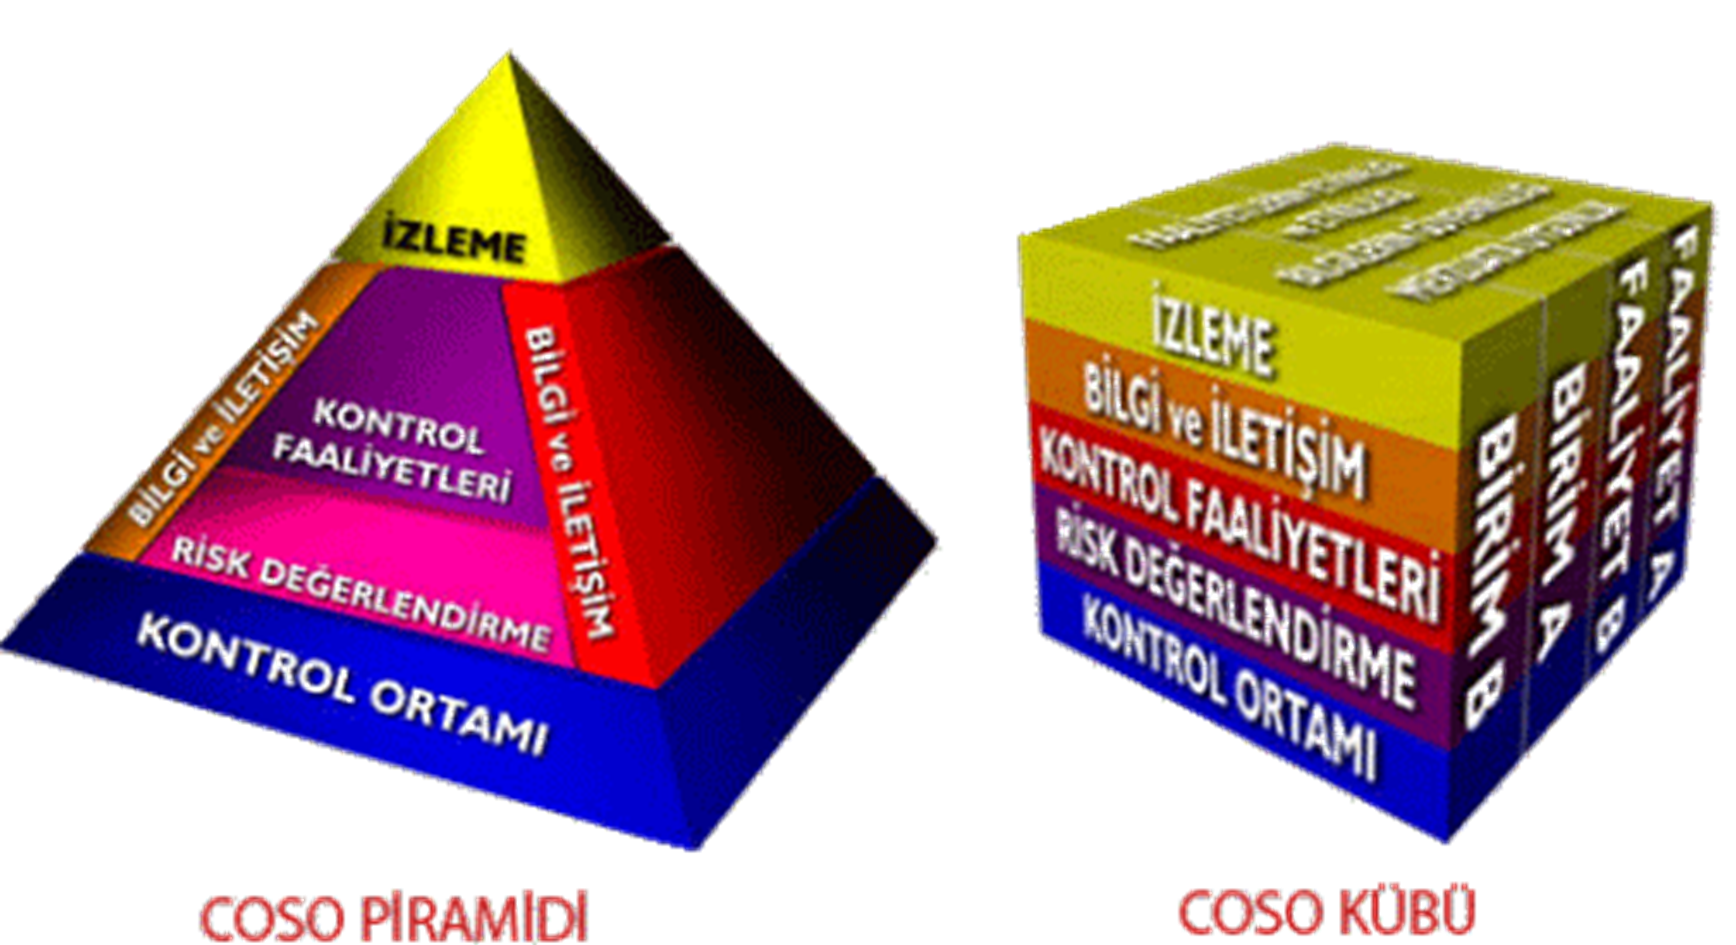 İZLEME
BİLGİ ve İLETİŞİM
KONTROL
FAALİYETLERİ
BİLGİ ve İLETİŞİM
RİSK DEĞERLENDİRME
KONTROL ORTAMI
COSO PİRAMİDİ
İZLEME
BİLGİ ve İLETİŞİM
KONTROL FAALİYETLERİ
RİSK DEĞERLENDİRME
KONTROL ORTAMI
BİRİM B
BİRİM A
FAALİYET B
FAALİYET A
COSO KÜBÜ